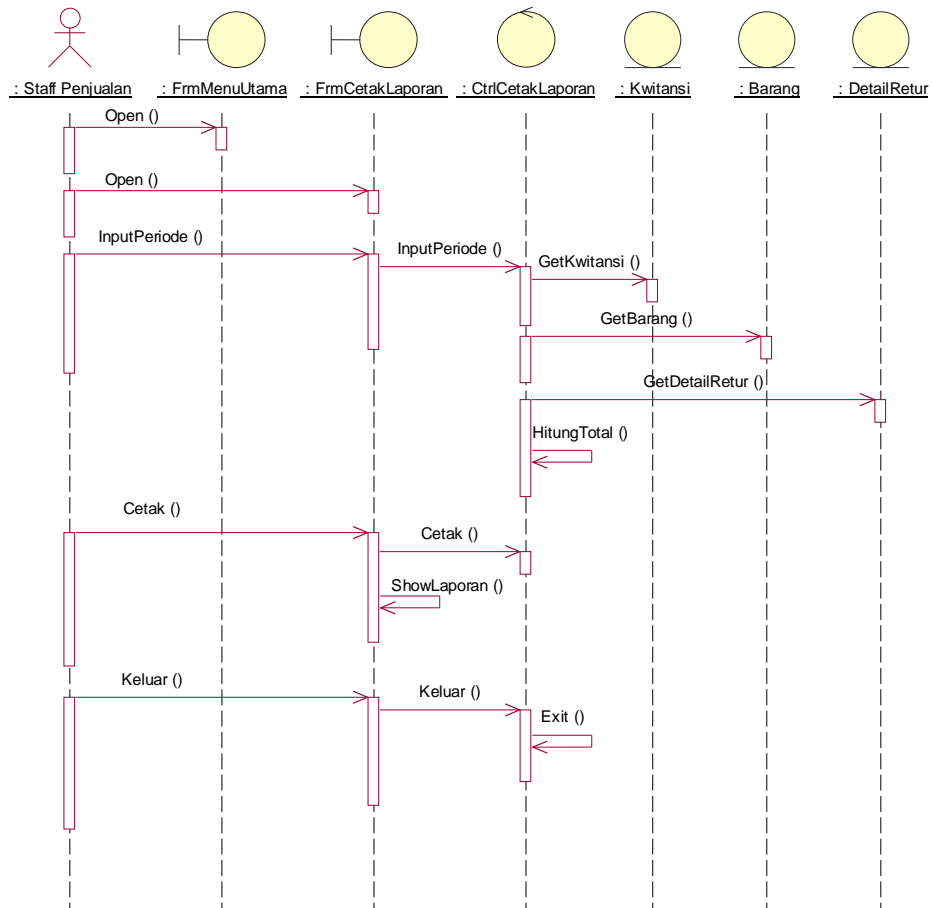 : Staff Penjualan
: FrmMenuUtama
: FrmCetakLaporan
: CtrlCetakLaporan
: Kwitansi
: Barang
: DetailRetur
Open ()
Open ()
InputPeriode ()
InputPeriode ()
GetKwitansi ()
GetBarang ()
GetDetailRetur ()
HitungTotal ()
Cetak ()
Cetak ()
ShowLaporan ()
Keluar ()
Keluar ()
Exit ()